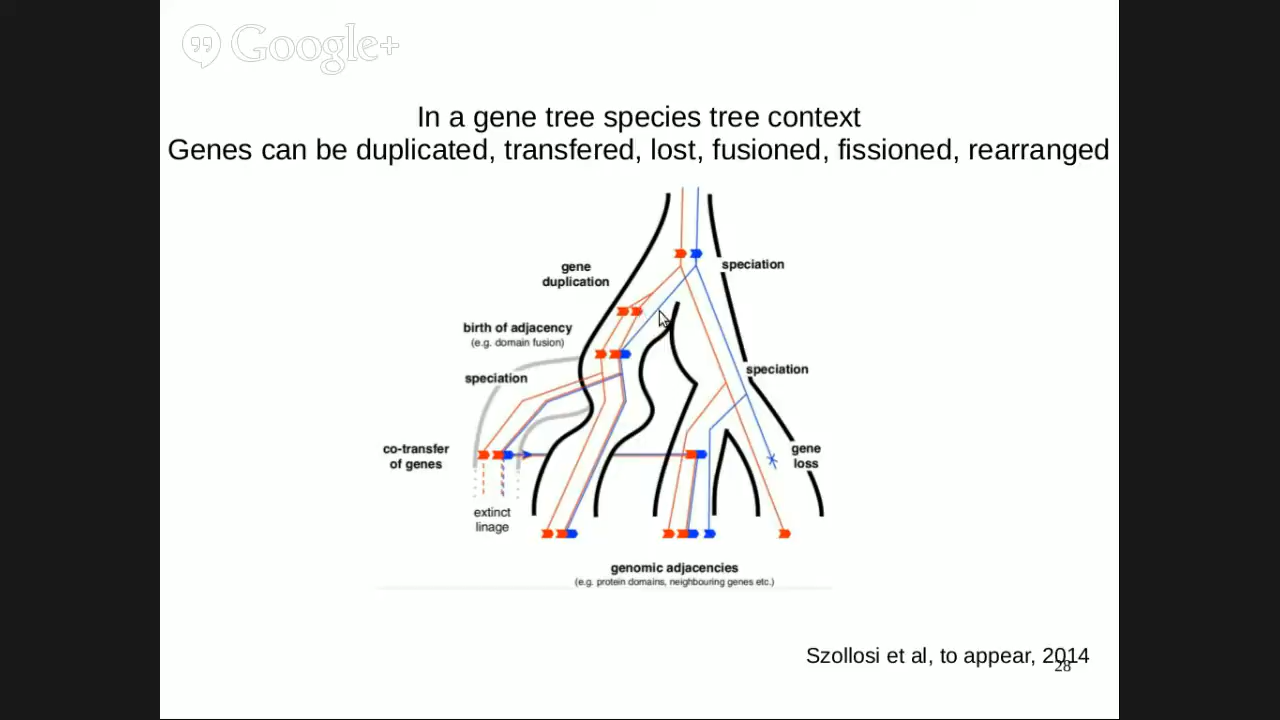 Google+
In a gene tree species tree context
Genes can be duplicated, transfered, lost, fusioned, fissioned, rearranged
gene
duplication
speciation
birth of adjacency
(e.g. domain fusion)
speciation
speciation
co-transfer
of genes
gene
loss
extinct
linage
genomic adjacencies
(e.g. protein domains, neighbouring genes etc.)
Szollosi et al, to appear, 2014
28